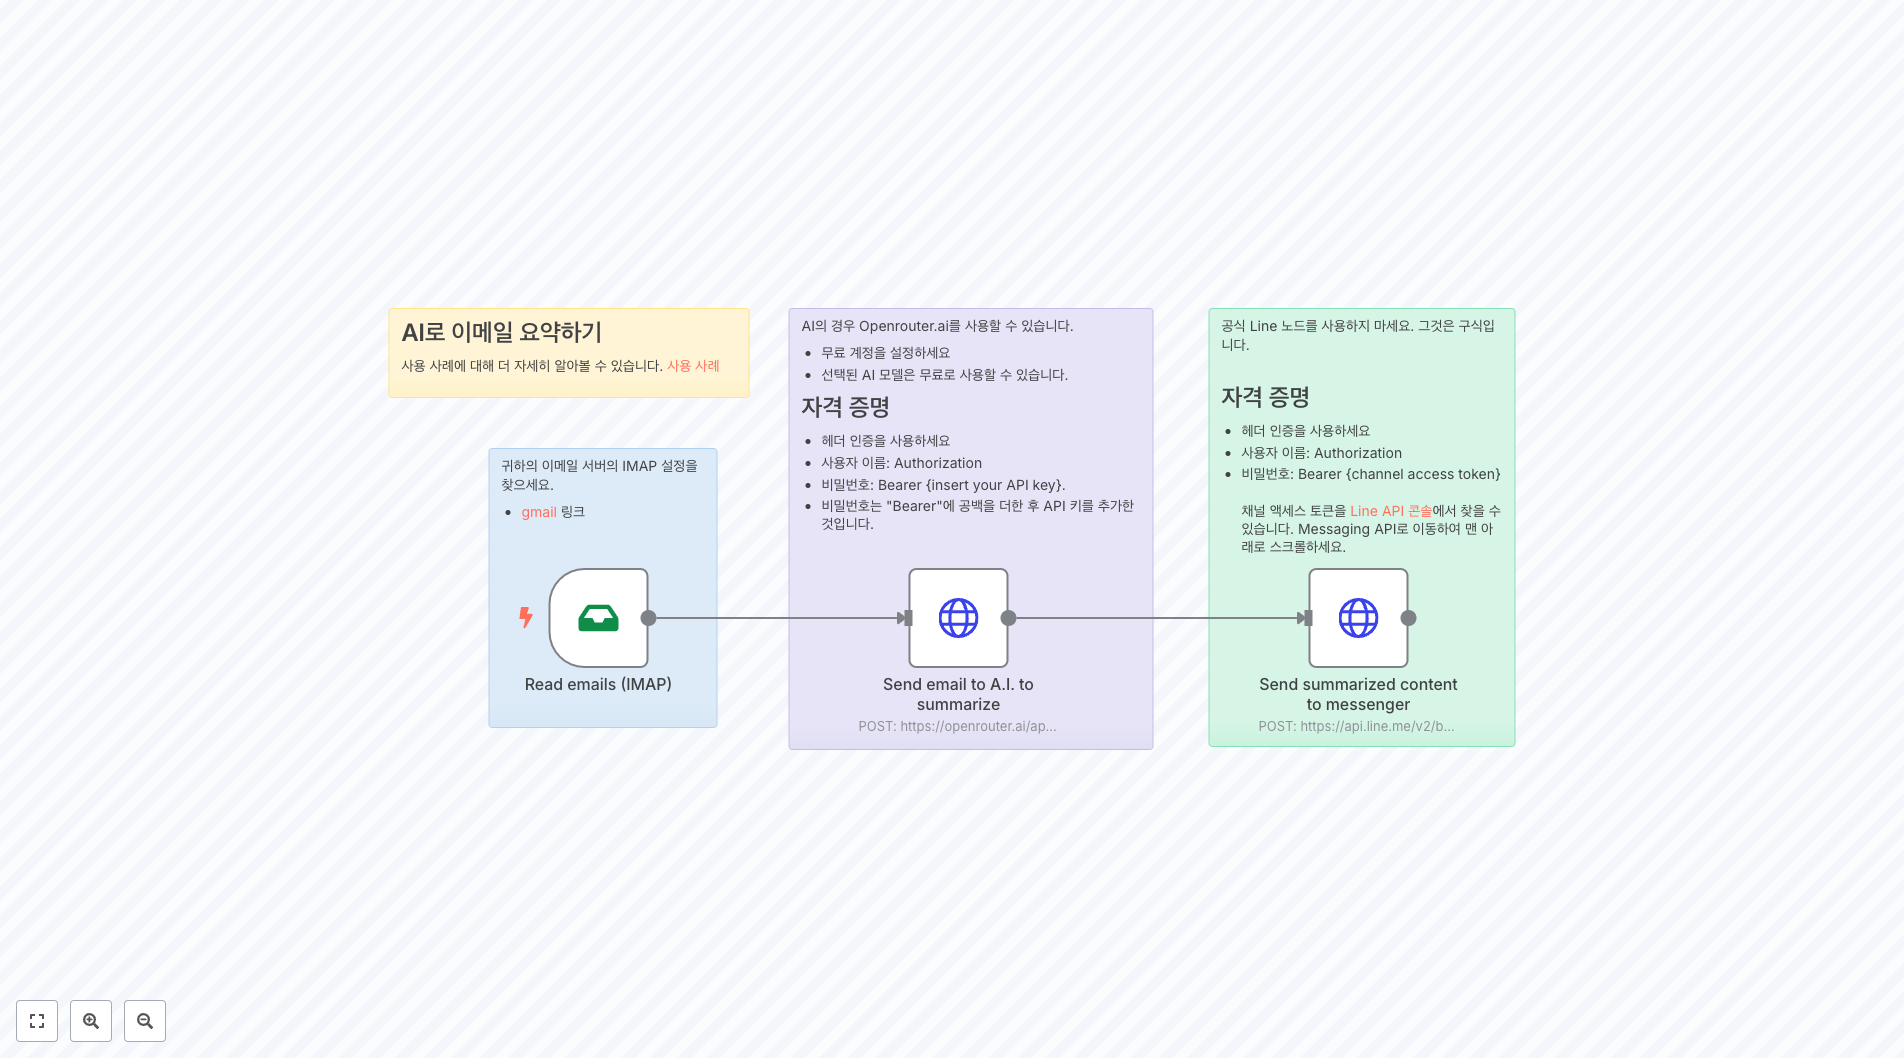 AI로 이메일 요약하기
사용 사례에 대해 더 자세히 알아볼 수 있습니다. 사용 사례
귀하의 이메일 서버의 IMAP 설정을
찾으세요.
• gmail 링크
Read emails (IMAP)
AI의 경우 Openrouter.ai를 사용할 수 있습니다.
• 무료 계정을 설정하세요
• 선택된 AI 모델은 무료로 사용할 수 있습니다.
자격 증명
• 헤더 인증을 사용하세요
• 사용자 이름: Authorization
• 비밀번호: Bearer {insert your API key}.
• 비밀번호는 "Bearer"에 공백을 더한 후 API 키를 추가한
것입니다.
Send email to A.I. to
summarize
POST: https://openrouter.ai/ap...
공식 Line 노드를 사용하지 마세요. 그것은 구식입
니다.
자격 증명
• 헤더 인증을 사용하세요
• 사용자 이름: Authorization
• 비밀번호: Bearer {channel access token}
채널 액세스 토큰을 Line API 콘솔에서 찾을 수
있습니다. Messaging API로 이동하여 맨 아
래로 스크롤하세요.
Send summarized content
to messenger
POST: https://api.line.me/v2/b...